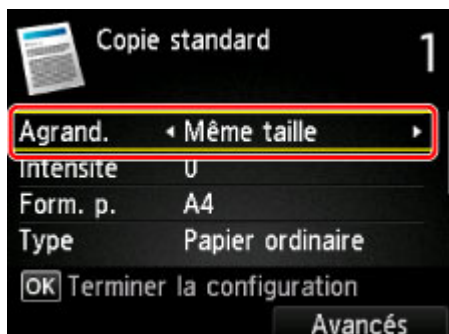 Copie standard 1
Agrand. Même taille
Intensité 0
Form. p. A4
Type Papier ordinaire
OK Terminer la configuration
Avancés